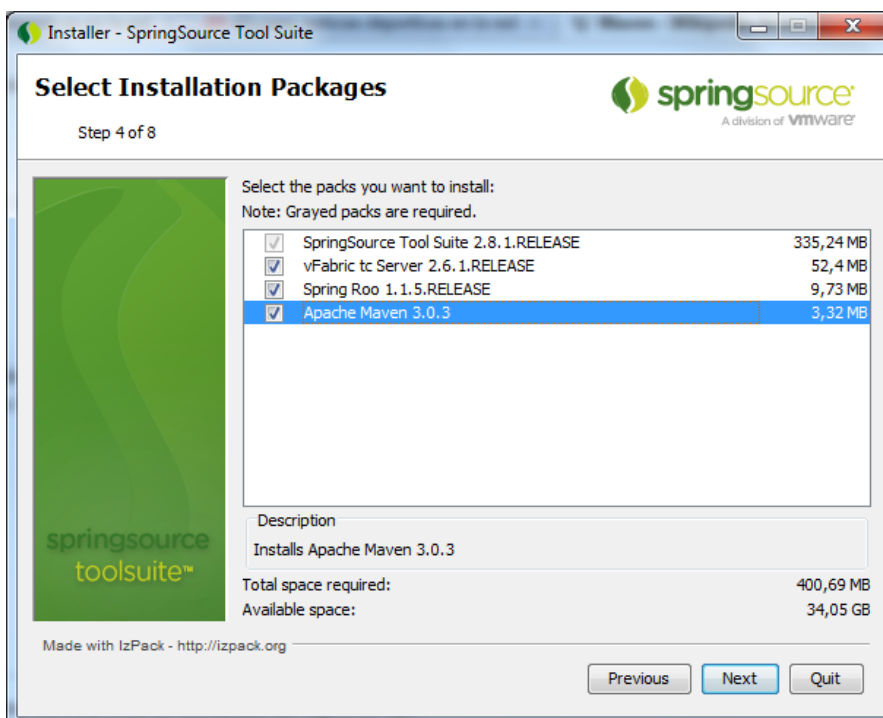 Installer - SpringSource Tool Suite
Select Installation Packages
Step 4 of 8
springsource
A division of vmware
Select the packs you want to install:
Note: Grayed packs are required.
SpringSource Tool Suite 2.8.1.RELEASE 335,24 MB
vFabric tc Server 2.6.1.RELEASE 52,4 MB
Spring Roo 1.1.5.RELEASE 9,73 MB
Apache Maven 3.0.3 3,32 MB
springsource
toolsuite™
Description
Installs Apache Maven 3.0.3
Total space required: 400,69 MB
Available space: 34,05 GB
Made with IzPack - http://izpack.org
Previous Next Quit